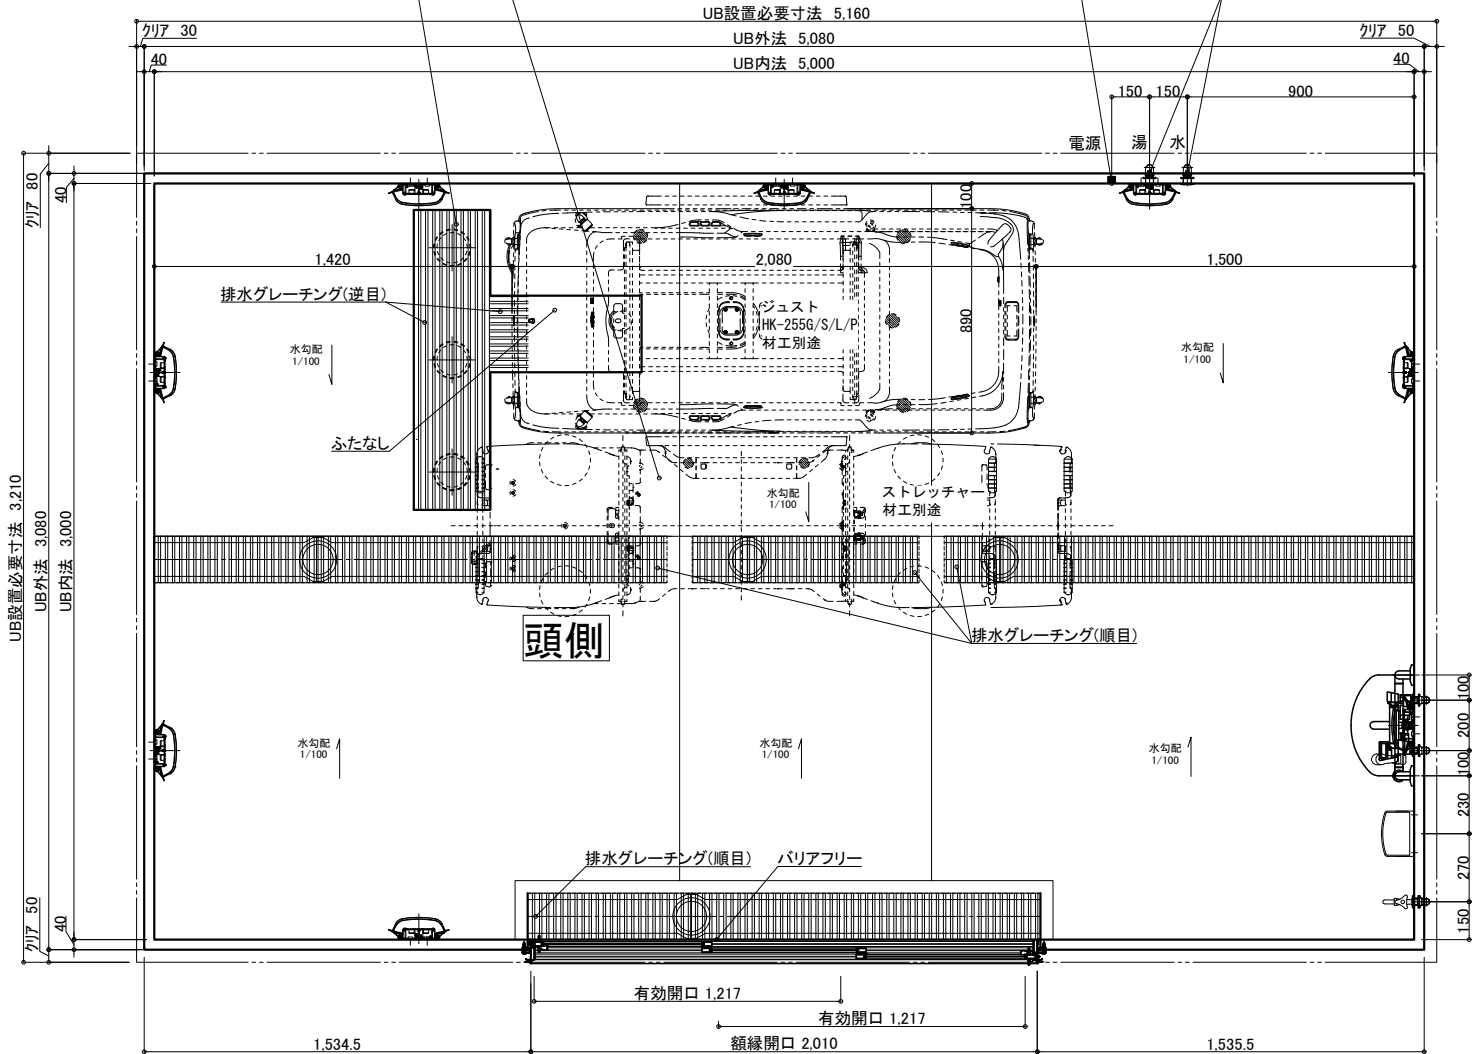 UB設置必要寸法 5,160
クリア 30
UB外法 5,080
クリア 50
40
UB内法 5,000
40
150
150
900
電源
湯
水
クリア 80
40
100
1,420
2,080
1,500
排水グレーチング(逆目)
ジュスト
HK-255G/S/L/P
材工別途
890
水勾配
1/100
水勾配
1/100
ふたなし
水勾配
1/100
ストレッチャー
材工別途
UB設置必要寸法 3,210
UB外法 3,080
UB内法 3,000
頭側
排水グレーチング(順目)
100
200
100
230
270
150
水勾配
1/100
水勾配
1/100
水勾配
1/100
排水グレーチング(順目)
バリアフリー
クリア 50
40
有効開口 1,217
有効開口 1,217
1,534.5
額縁開口 2,010
1,535.5